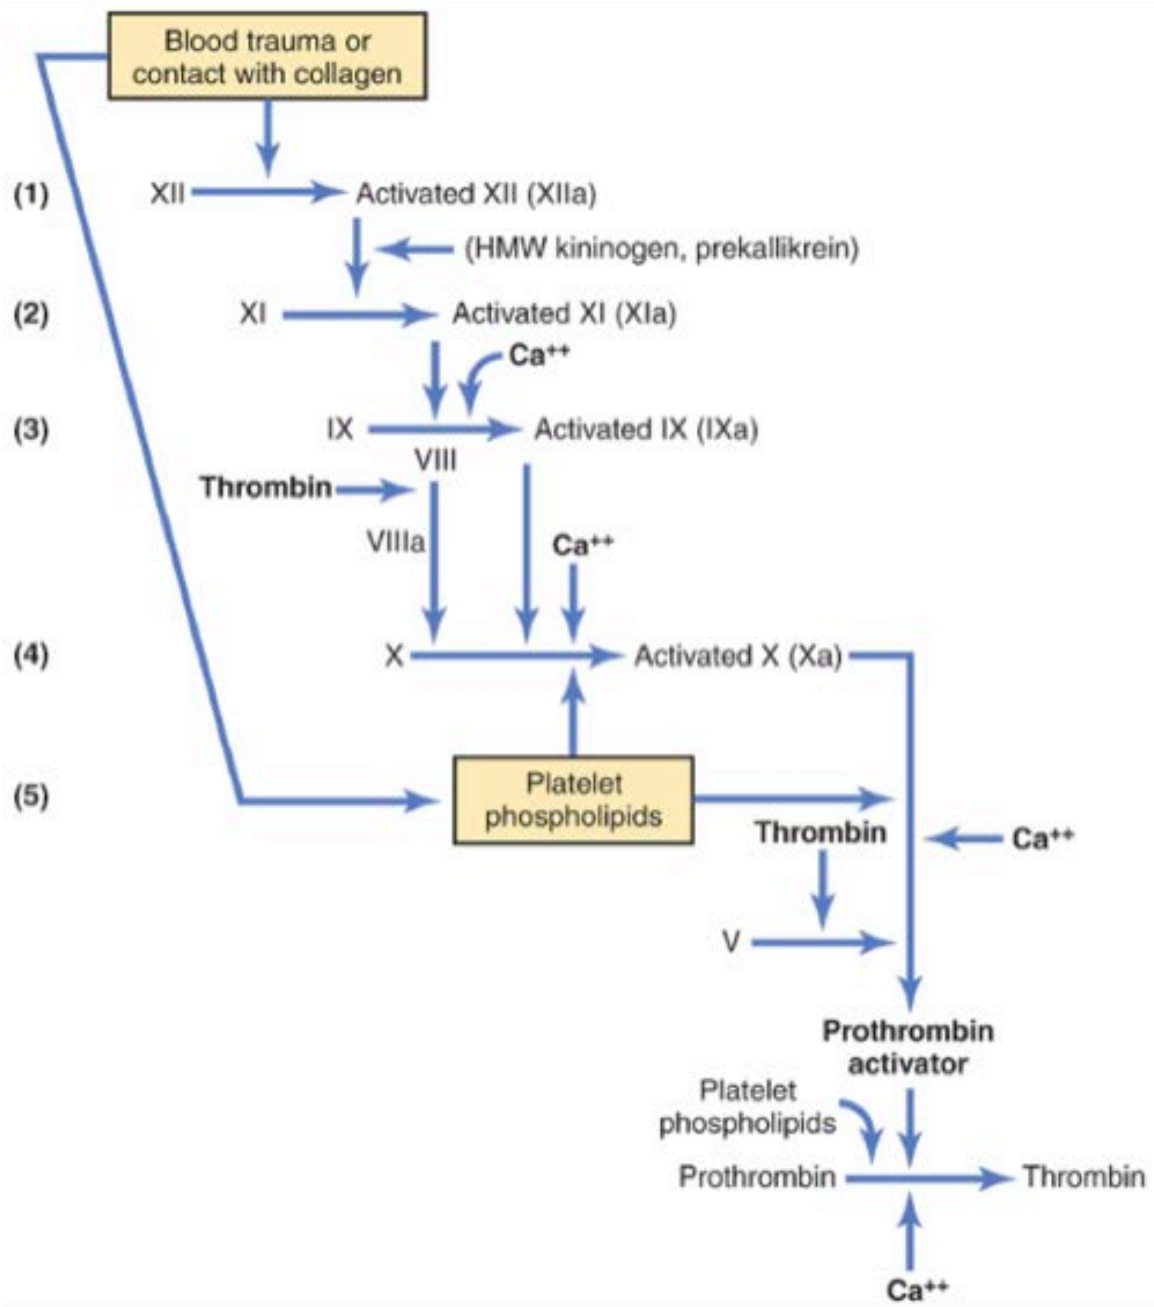 Blood trauma or
contact with collagen
(1) XII Activated XII (XIIa)
(HMW kininogen, prekallikrein)
(2) XI Activated XI (XIa)
Ca++
(3) IX Activated IX (IXa)
VIII
Thrombin
VIIIa Ca++
(4) X Activated X (Xa)
(5) Platelet
phospholipids
Thrombin Ca++
V
Prothrombin
activator
Platelet
phospholipids
Prothrombin Thrombin
Ca++